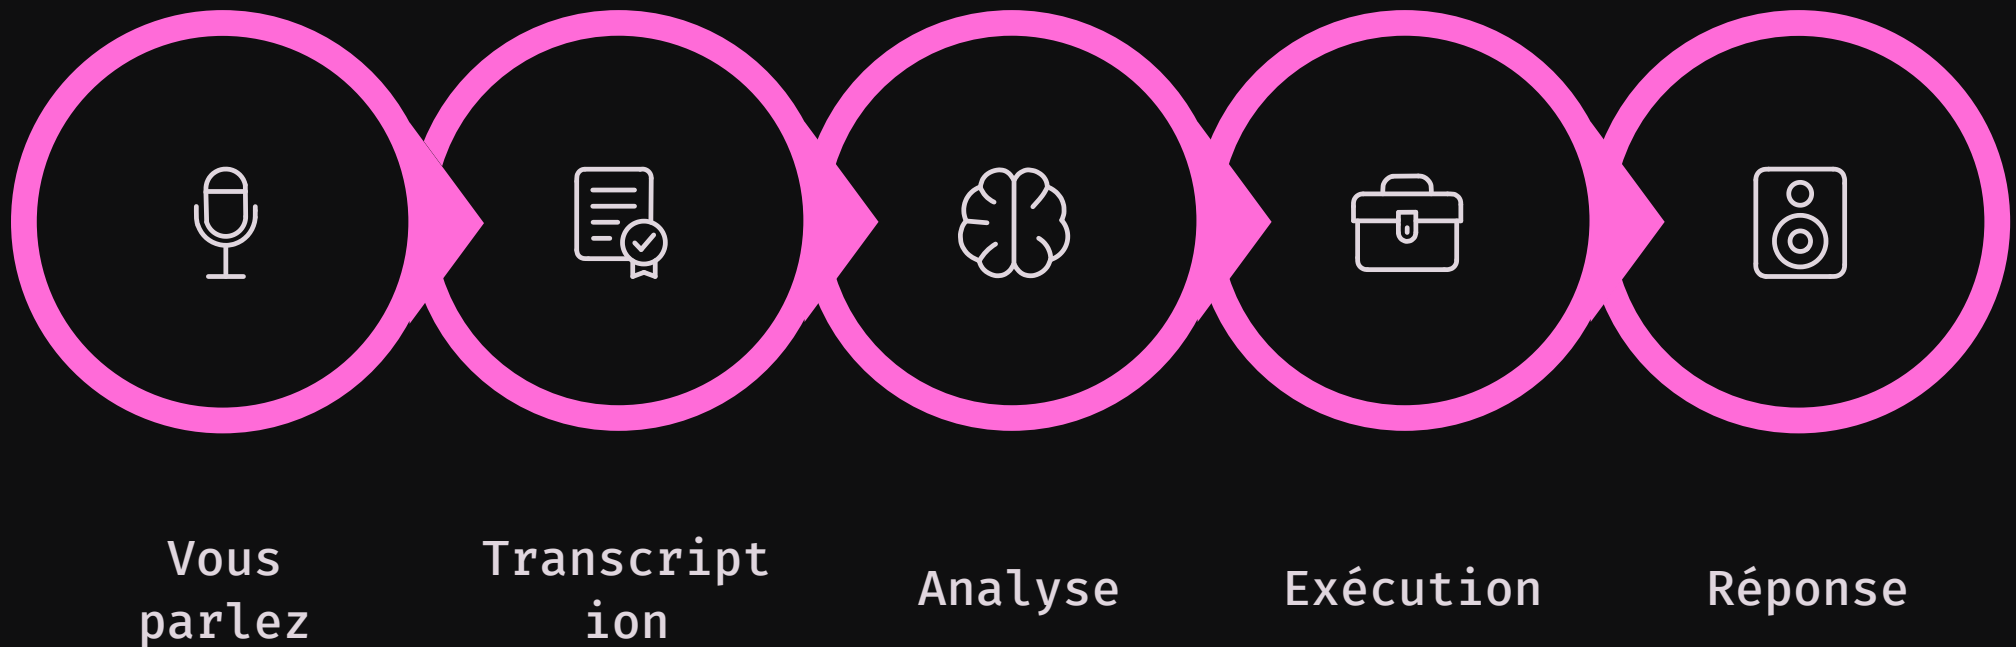 Vous
parlez
Transcript
ion
Analyse
Exécution
Réponse